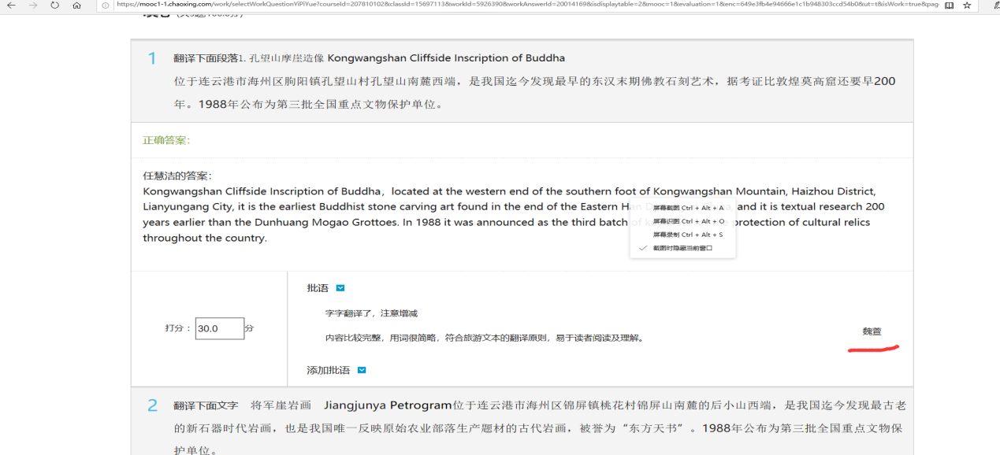 https://mooc1-1.chaoxing.com/work/selectWorkQuestionYiPiYue?courseId=207810102&classId=15697113&workId=5926390&workAnswerId=20014169&isdisplaytable=2&mooc=1&evaluation=1&enc=649e3fb4e94666e1c1b948303ccd54b0&ut=t&isWork=true&pag
1 翻译下面段落1. 孔望山摩崖造像 Kongwangshan Cliffside Inscription of Buddha
位于连云港市海州区朐阳镇孔望山村孔望山南麓西端，是我国迄今发现最早的东汉末期佛教石刻艺术，据考证比敦煌莫高窟还要早200
年。1988年公布为第三批全国重点文物保护单位。
正确答案：
任慧洁的答案：
Kongwangshan Cliffside Inscription of Buddha，located at the western end of the southern foot of Kongwangshan Mountain, Haizhou District,
Lianyungang City, it is the earliest Buddhist stone carving art found in the end of the Eastern Han and it is textual research 200
years earlier than the Dunhuang Mogao Grottoes. In 1988 it was announced as the third batch of protection of cultural relics
throughout the country.
屏幕截图 Ctrl + Alt + A
屏幕识图 Ctrl + Alt + O
屏幕录制 Ctrl + Alt + S
截图时隐藏当前窗口
批语
字字翻译了，注意增减
打分： 30.0 分
内容比较完整，用词很简略，符合旅游文本的翻译原则，易于读者阅读及理解。
魏萱
添加批语
2 翻译下面文字 将军崖岩画 Jiangjunya Petrogram位于连云港市海州区锦屏镇桃花村锦屏山南麓的后小山西端，是我国迄今发现最古老
的新石器时代岩画，也是我国唯一反映原始农业部落生产题材的古代岩画，被誉为“东方天书”。1988年公布为第三批全国重点文物保
护单位。